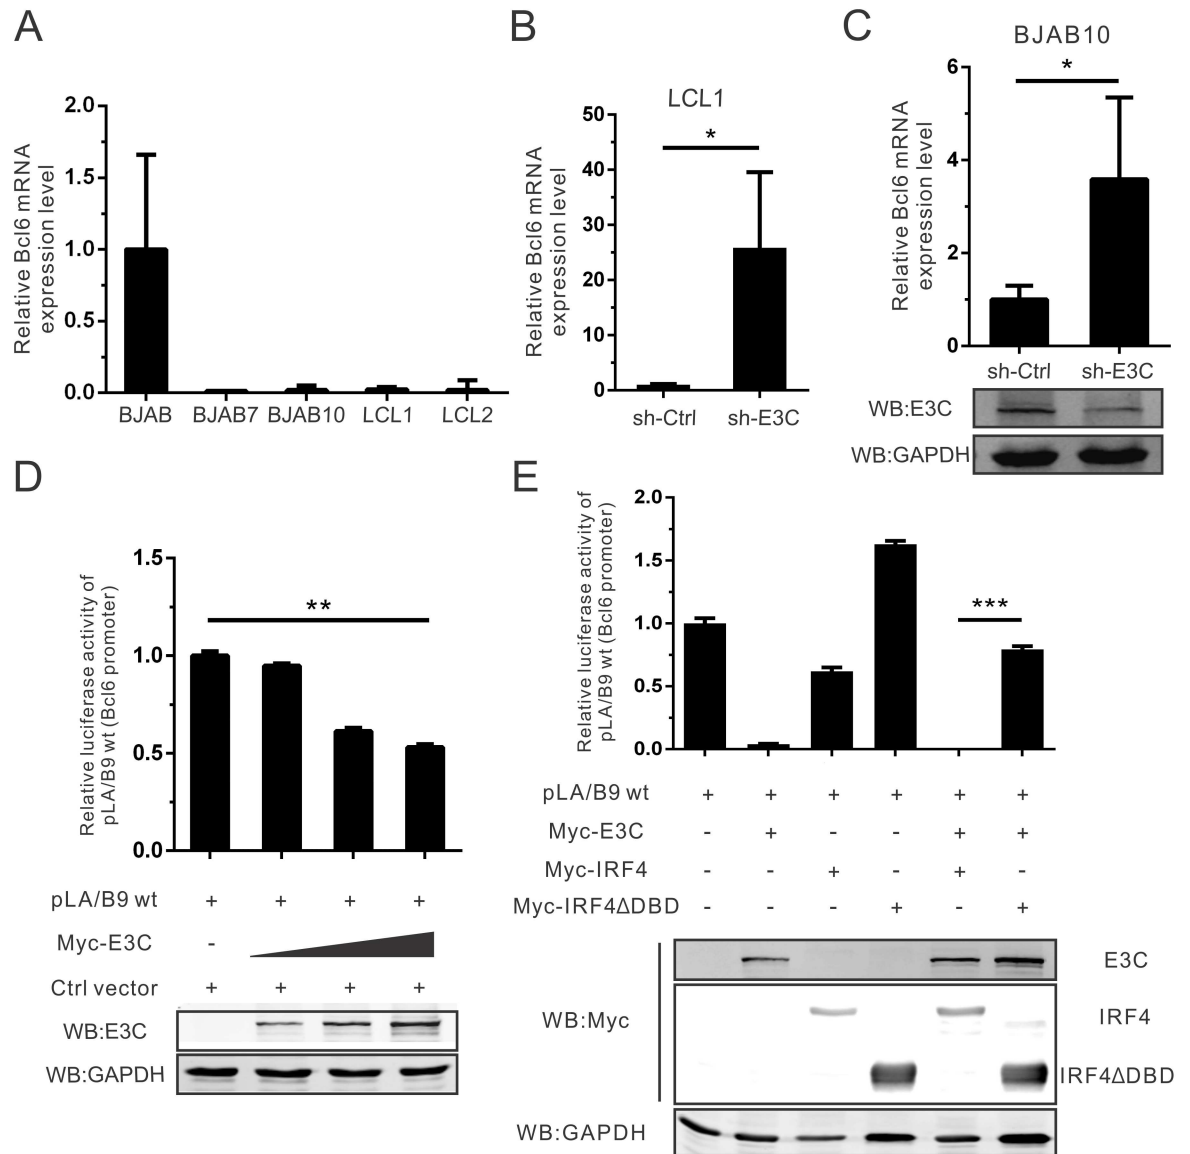 A
Relative Bcl6 mRNA
expression level
2.0
1.5
1.0
0.5
0.0
BJAB BJAB7 BJAB10 LCL1 LCL2
B
LCL1
Relative Bcl6 mRNA
expression level
50
40
30
20
10
0
*
sh-Ctrl sh-E3C
C
BJAB10
Relative Bcl6 mRNA
expression level
6
4
2
0
*
sh-Ctrl sh-E3C
WB:E3C
WB:GAPDH
D
Relative luciferase activity of
pLA/B9 wt (Bcl6 promoter)
1.5
1.0
0.5
0.0
**
pLA/B9 wt + + + +
Myc-E3C -
Ctrl vector + + + +
WB:E3C
WB:GAPDH
E
Relative luciferase activity of
pLA/B9 wt (Bcl6 promoter)
2.0
1.5
1.0
0.5
0.0
***
pLA/B9 wt + + + + + +
Myc-E3C - + - - + +
Myc-IRF4 - - + - + -
Myc-IRF4ΔDBD - - - + - +
WB:Myc
E3C
IRF4
IRF4ΔDBD
WB:GAPDH